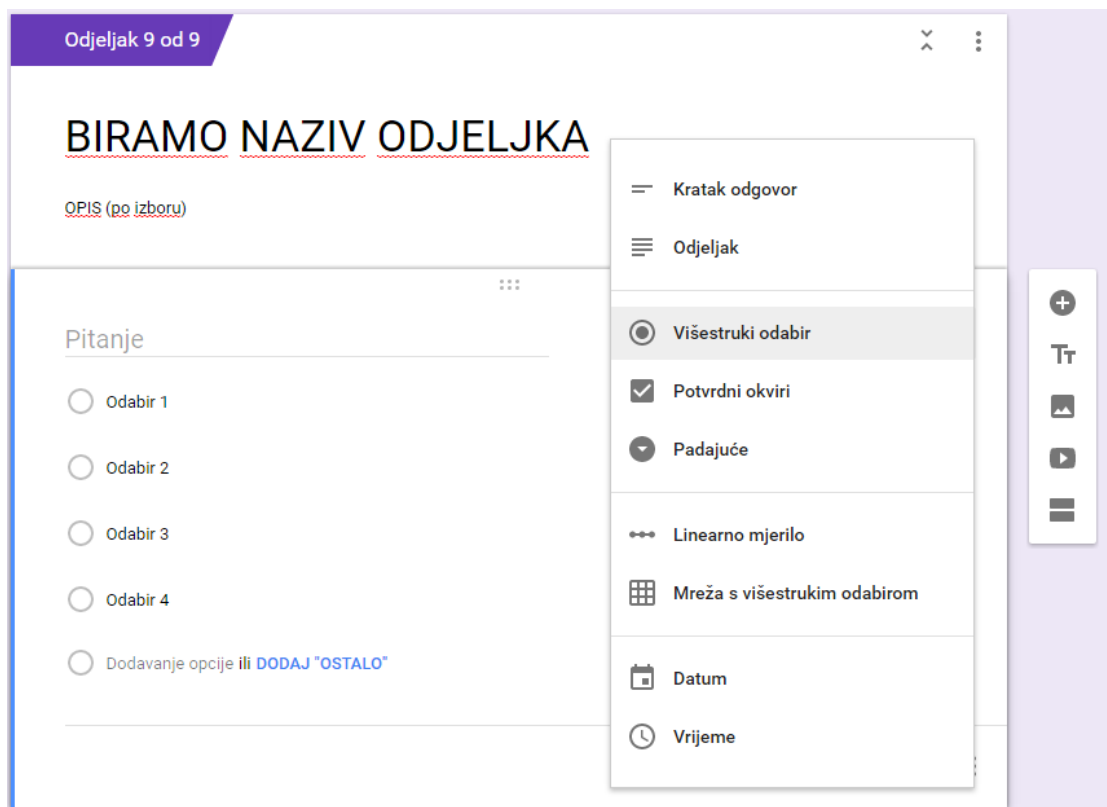 Odjeljak 9 od 9
BIRAMO NAZIV ODJELJKA
OPIS (po izboru)
Pitanje
Odabir 1
Odabir 2
Odabir 3
Odabir 4
Dodavanje opcije ili DODAJ "OSTALO"
Kratak odgovor
Odjeljak
Višestruki odabir
Potvrdni okviri
Padajuće
Linearno mjerilo
Mreža s višestrukim odabirom
Datum
Vrijeme
Tт